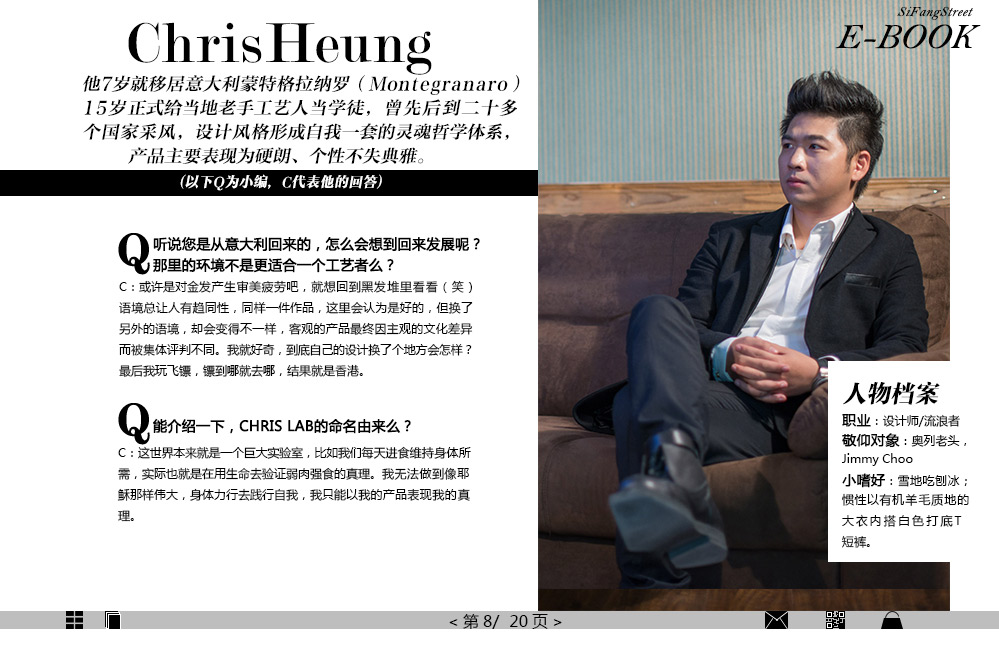 SiFangStreet
E-BOOK
ChrisHeung
他7岁就移居意大利蒙特格拉纳罗（Montegranaro）
15岁正式给当地老手工艺人当学徒，曾先后到二十多
个国家采风，设计风格形成自我一套的灵魂哲学体系，
产品主要表现为硬朗、个性不失典雅。
(以下Q为小编，C代表他的回答)
Q 听说您是从意大利回来的，怎么会想到回来发展呢？
那里的环境不是更适合一个工艺者么？
C：或许是对金发产生审美疲劳吧，就想回到黑发堆里看看（笑）
语境总让人有趋同性，同样一件作品，这里会认为是好的，但换了
另外的语境，却会变得不一样，客观的产品最终因主观的文化差异
而被集体评判不同。我就好奇，到底自己的设计换了个地方会怎样？
最后我玩飞镖，镖到哪就去哪，结果就是香港。
Q 能介绍一下，CHRIS LAB的命名由来么？
C：这世界本来就是一个巨大实验室，比如我们每天进食维持身体所
需，实际也就是在用生命去验证弱肉强食的真理。我无法做到像耶
稣那样伟大，身体力行去践行自我，我只能以我的产品表现我的真
理。
人物档案
职业：设计师/流浪者
敬仰对象：奥列老头，
Jimmy Choo
小嗜好：雪地吃刨冰；
惯性以有机羊毛质地的
大衣内搭白色打底T
短裤。
< 第 8/ 20 页 >